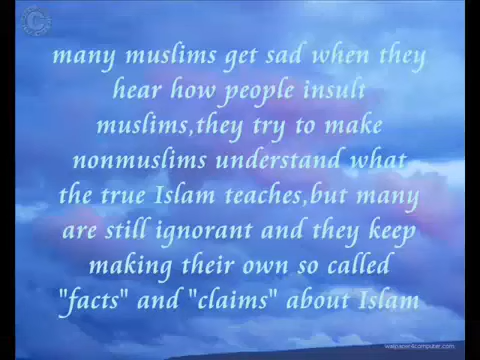 many muslims get sad when they
hear how people insult
muslims,they try to make
nonmuslims understand what
the true Islam teaches,but many
are still ignorant and they keep
making their own so called
"facts" and "claims" about Islam
wallpaper4computer.com